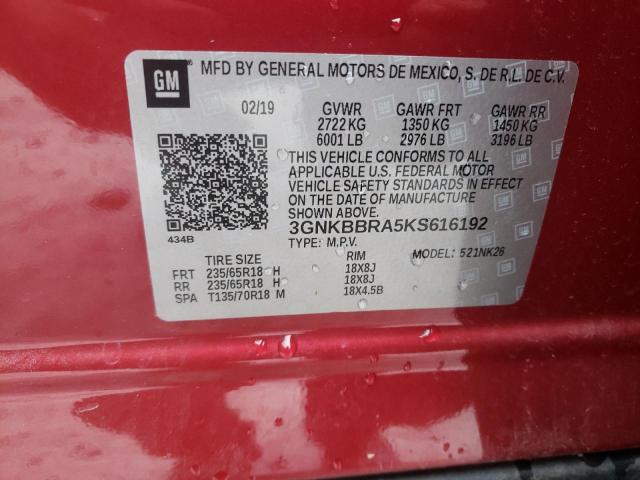 GM MFD BY GENERAL MOTORS DE MEXICO, S. DE R.L. DE C.V.
02/19 GVWR GAWR FRT GAWR RR
2722 KG 1350 KG 1450 KG
6001 LB 2976 LB 3196 LB
THIS VEHICLE CONFORMS TO ALL
APPLICABLE U.S. FEDERAL MOTOR
VEHICLE SAFETY STANDARDS IN EFFECT
ON THE DATE OF MANUFACTURE
SHOWN ABOVE.
434B 3GNKBBRA5KS616192
TYPE: M.P.V. MODEL: 521NK26
TIRE SIZE RIM
FRT 235/65R18 H 18X8J
RR 235/65R18 H 18X8J
SPA T135/70R18 M 18X4.5B